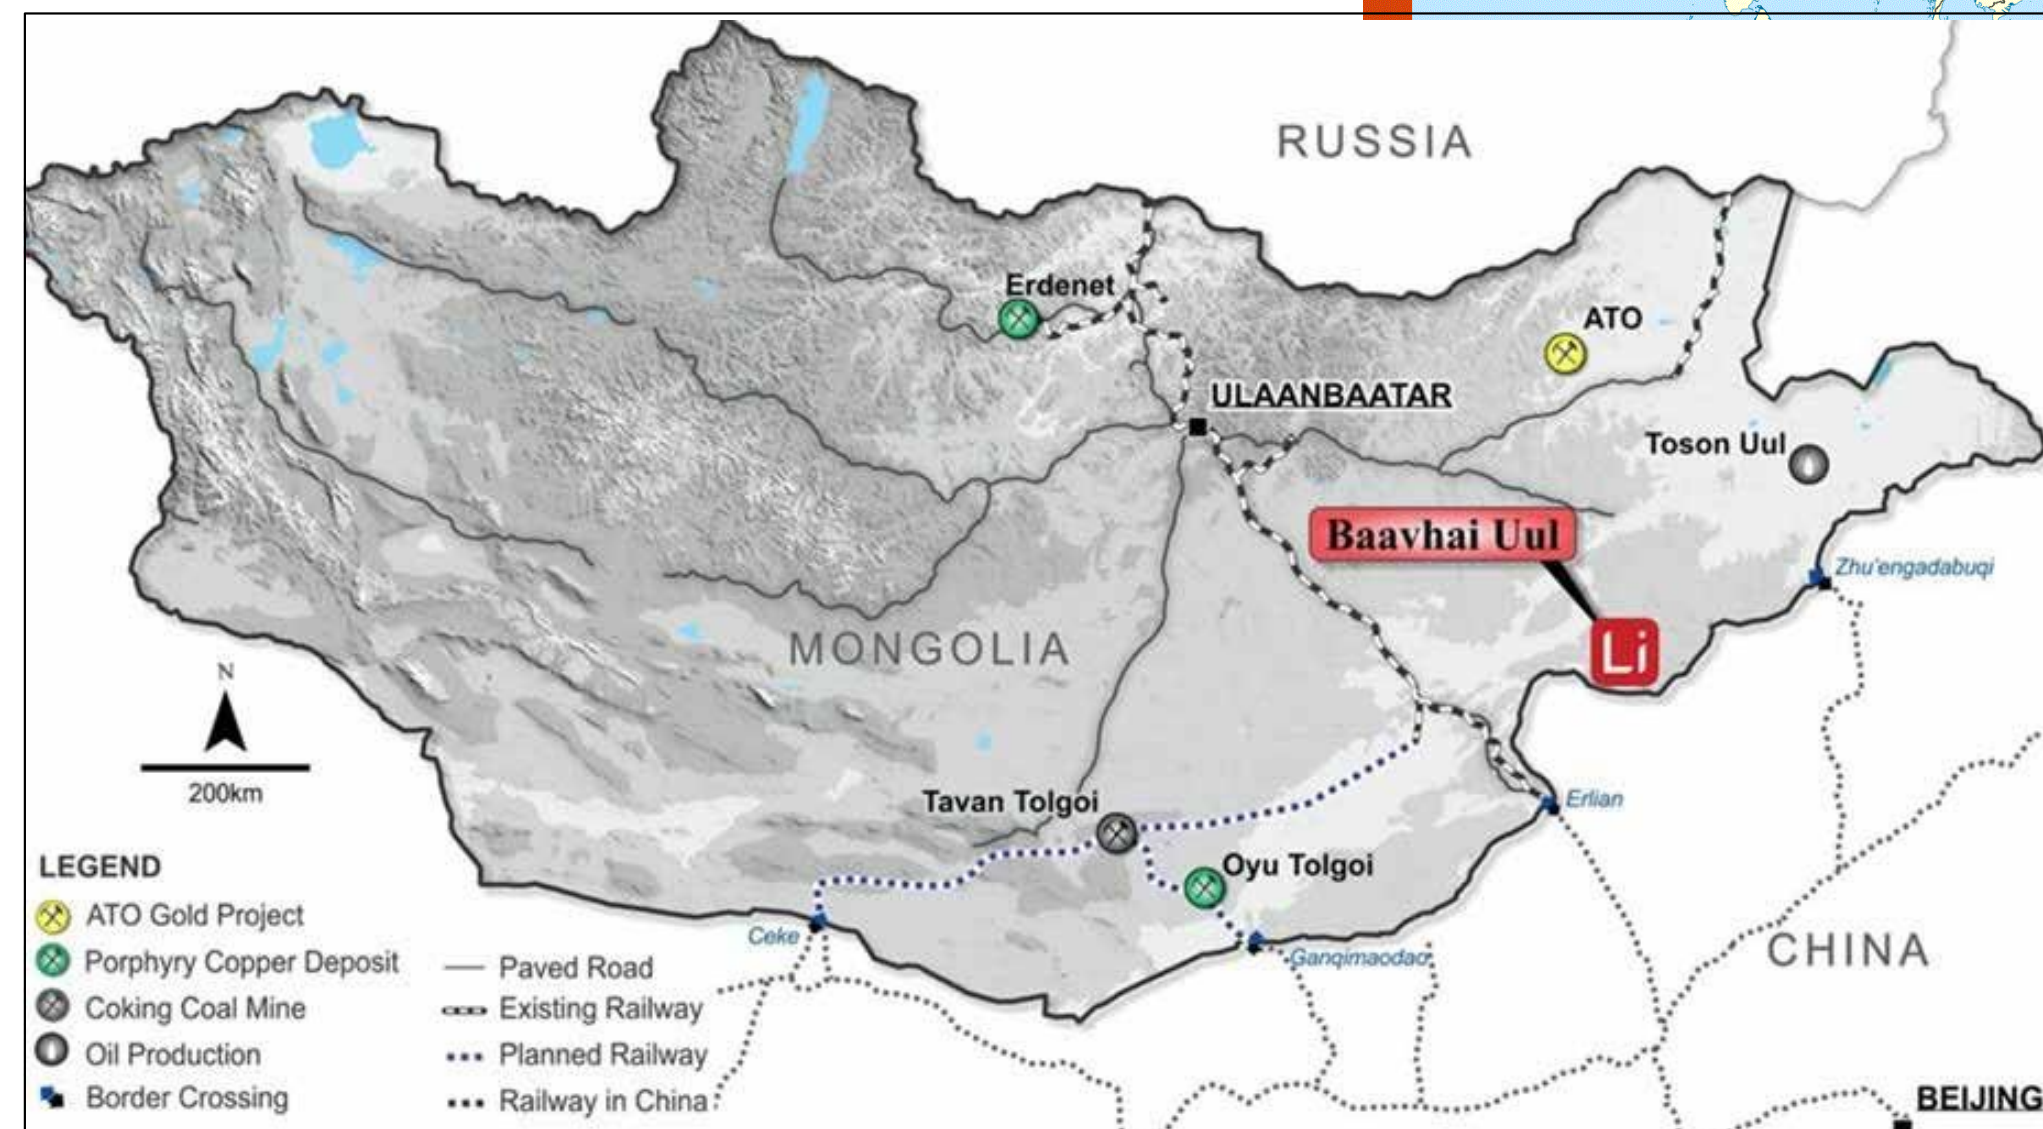 RUSSIA
Erdenet
ATO
ULAANBAATAR
Toson Uul
Baavhai Uul
Zhu'engadabuqi
Li
MONGOLIA
N
200km
Tavan Tolgoi
Erlian
Oyu Tolgoi
Ceke
Ganqimaodao
CHINA
LEGEND
ATO Gold Project
Porphyry Copper Deposit
Coking Coal Mine
Oil Production
Border Crossing
Paved Road
Existing Railway
Planned Railway
Railway in China
BEIJING